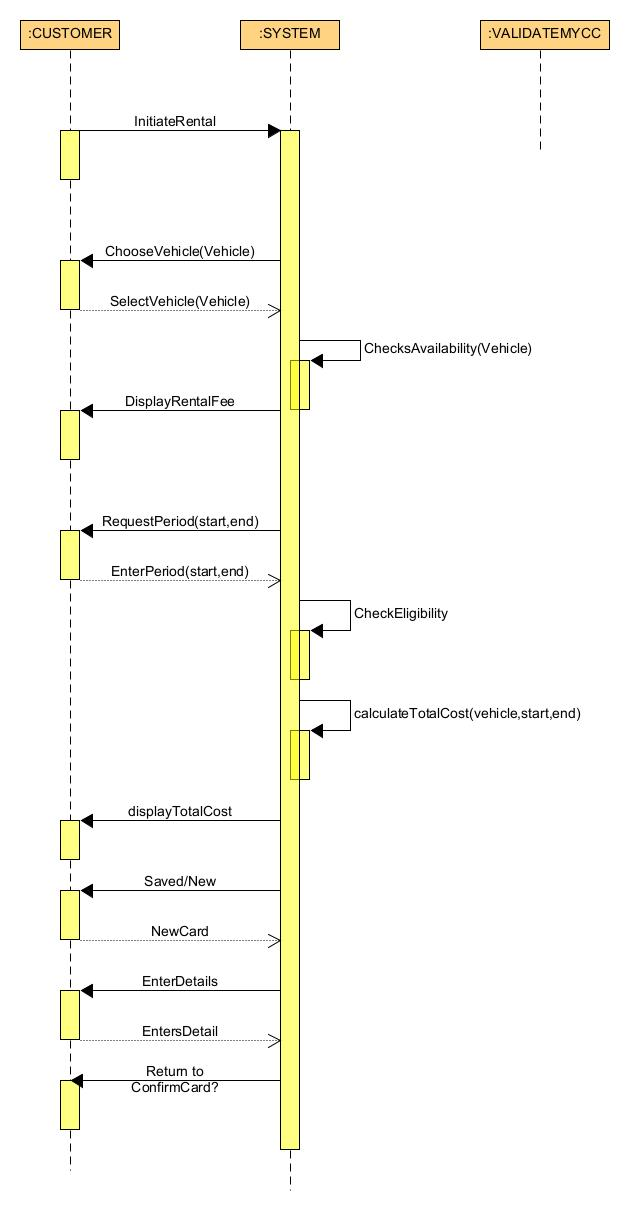 :CUSTOMER
:SYSTEM
:VALIDATEMYCC
InitiateRental
ChooseVehicle(Vehicle)
SelectVehicle(Vehicle)
ChecksAvailability(Vehicle)
DisplayRentalFee
RequestPeriod(start,end)
EnterPeriod(start,end)
CheckEligibility
calculateTotalCost(vehicle,start,end)
displayTotalCost
Saved/New
NewCard
EnterDetails
EntersDetail
Return to
ConfirmCard?